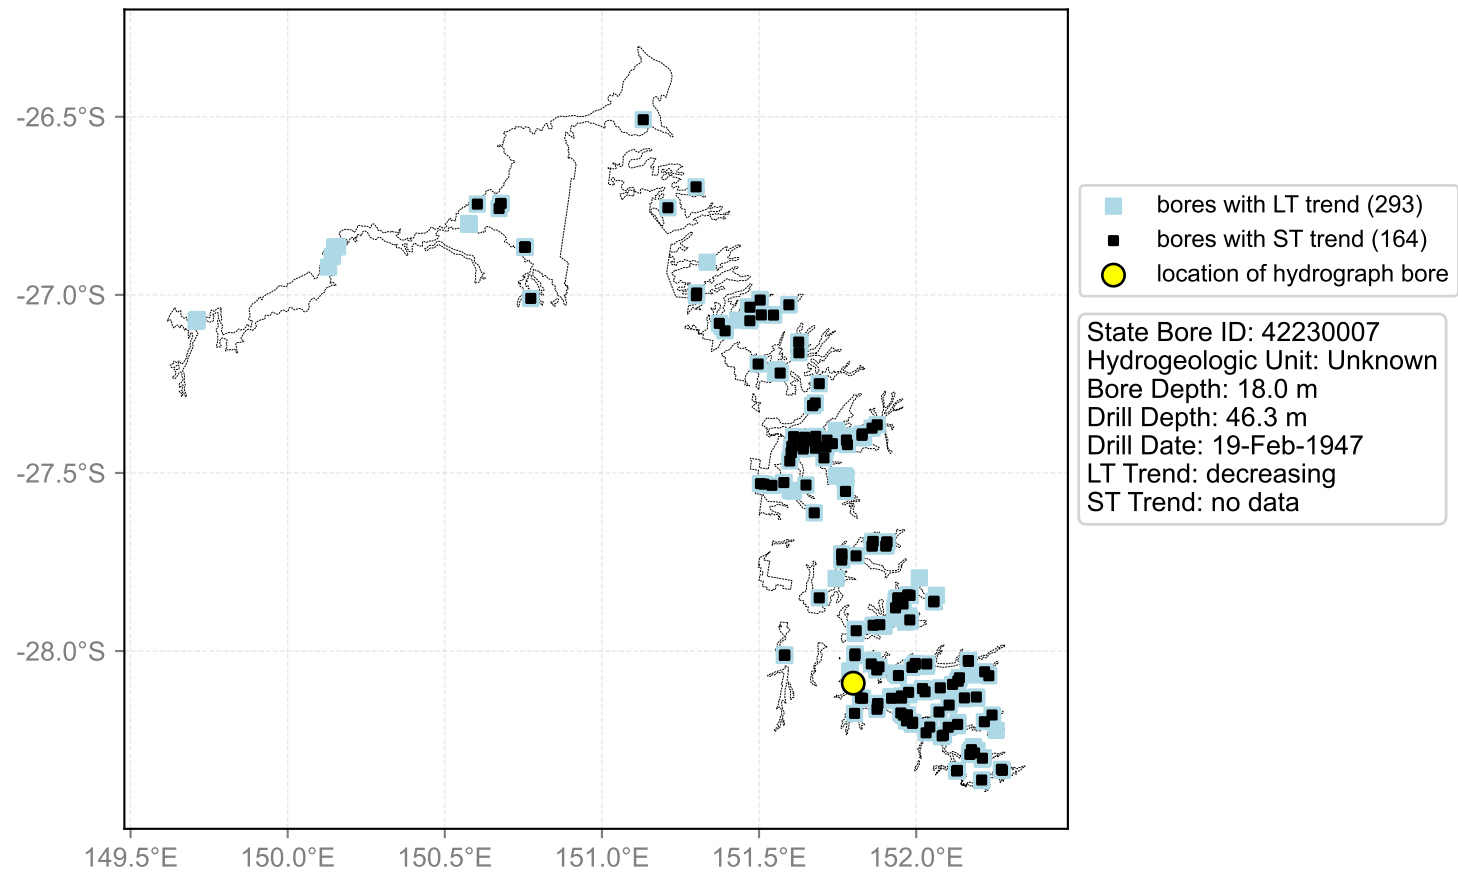 -26.5°S
-27.0°S
-27.5°S
-28.0°S
149.5°E
150.0°E
150.5°E
151.0°E
151.5°E
152.0°E
bores with LT trend (293)
bores with ST trend (164)
location of hydrograph bore
State Bore ID: 42230007
Hydrogeologic Unit: Unknown
Bore Depth: 18.0 m
Drill Depth: 46.3 m
Drill Date: 19-Feb-1947
LT Trend: decreasing
ST Trend: no data